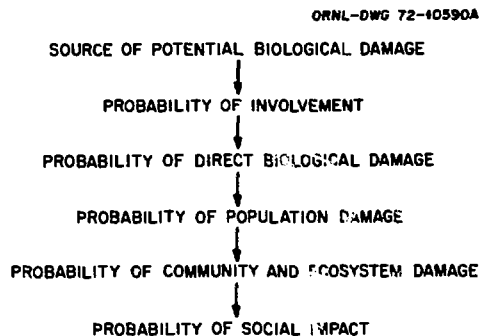 ORNL-DWG 72-10590A
SOURCE OF POTENTIAL BIOLOGICAL DAMAGE
PROBABILITY OF INVOLVEMENT
PROBABILITY OF DIRECT BIOLOGICAL DAMAGE
PROBABILITY OF POPULATION DAMAGE
PROBABILITY OF COMMUNITY AND ECOSYSTEM DAMAGE
PROBABILITY OF SOCIAL IMPACT